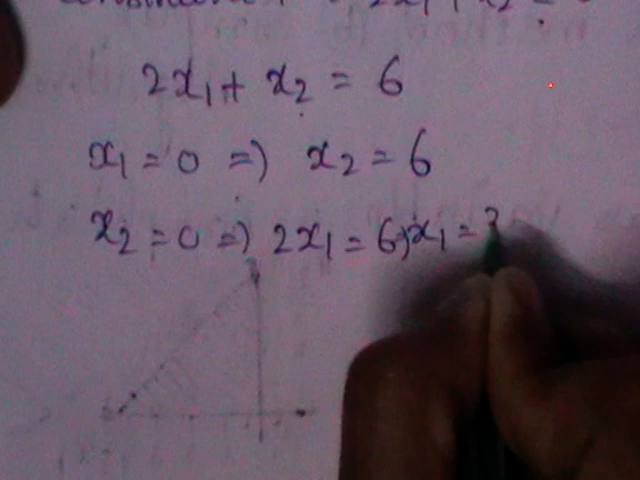 2x₁ + x₂ = 6
x₁ = 0 => x₂ = 6
x₂ = 0 => 2x₁ = 6, x₁ = 3